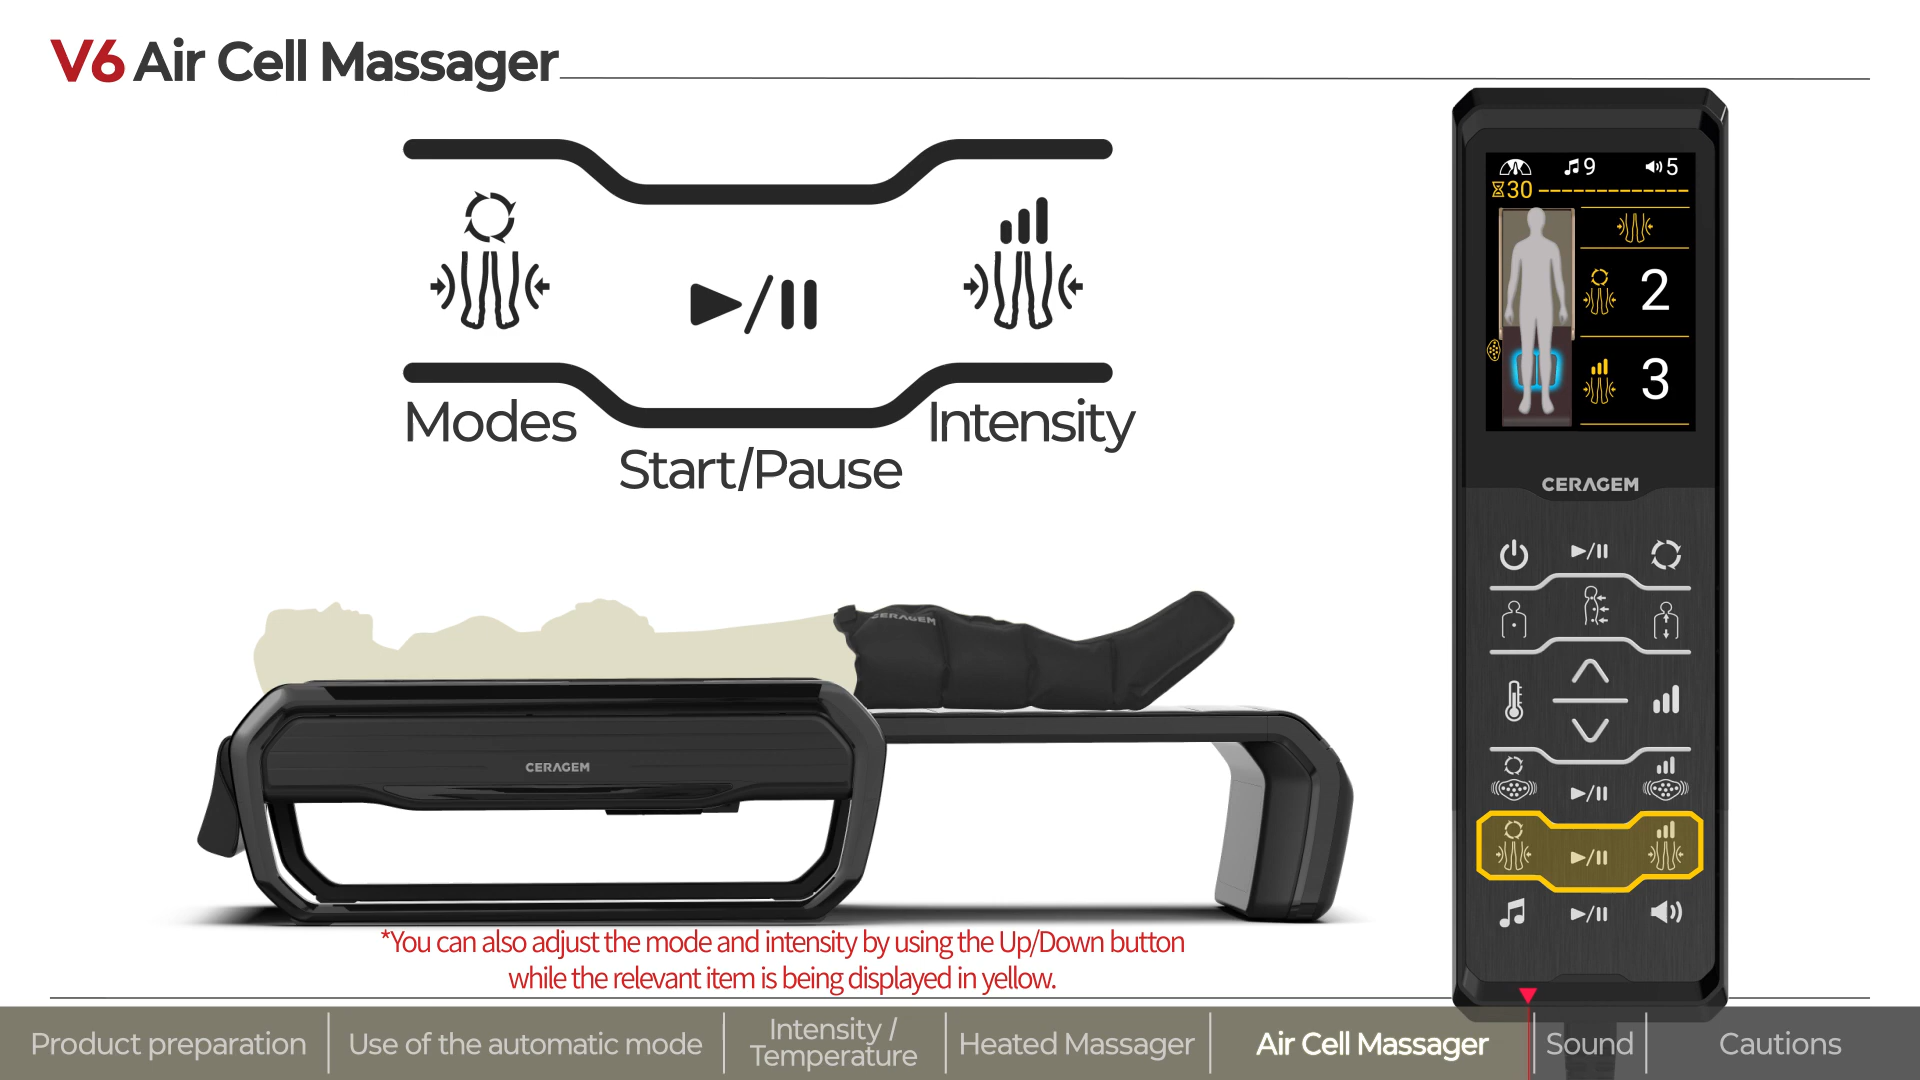 V6 Air Cell Massager
9
5
30
2
3
Modes
Intensity
Start/Pause
CERAGEM
CERAGEM
CERAGEM
*You can also adjust the mode and intensity by using the Up/Down button
while the relevant item is being displayed in yellow.
Product preparation
Use of the automatic mode
Intensity /
Temperature
Heated Massager
Air Cell Massager
Sound
Cautions